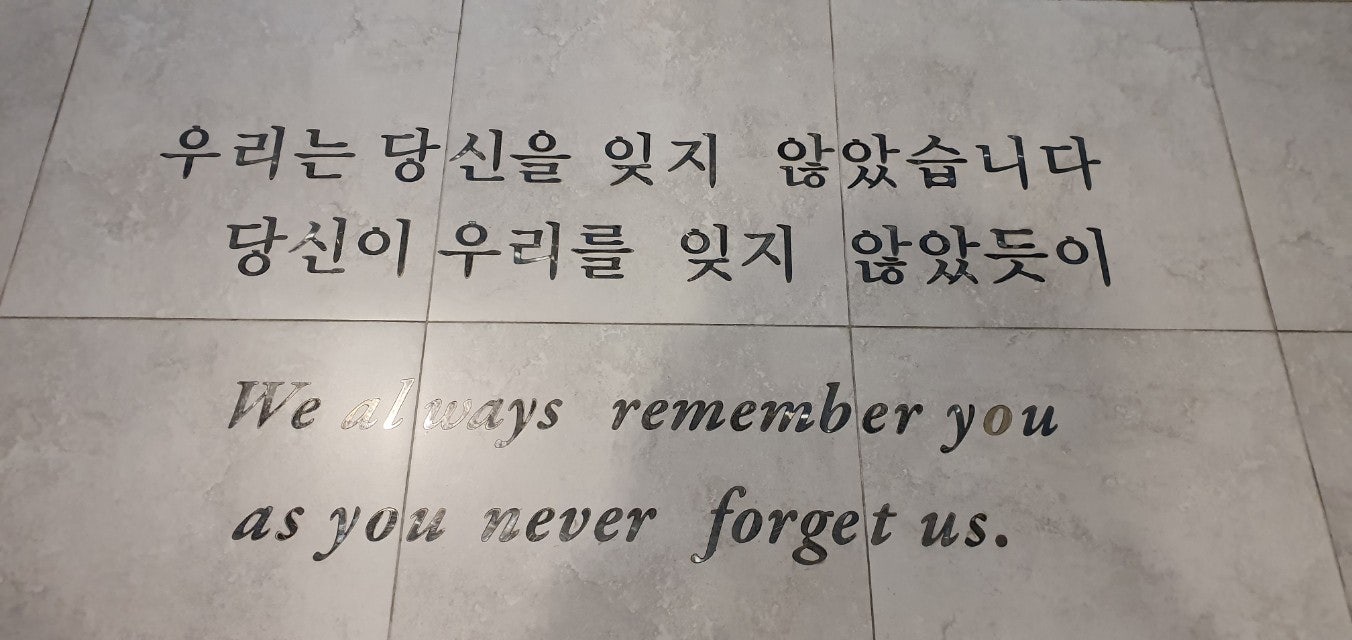 우리는 당신을 잊지 않았습니다
당신이 우리를 잊지 않았듯이
We always remember you
as you never forget us.